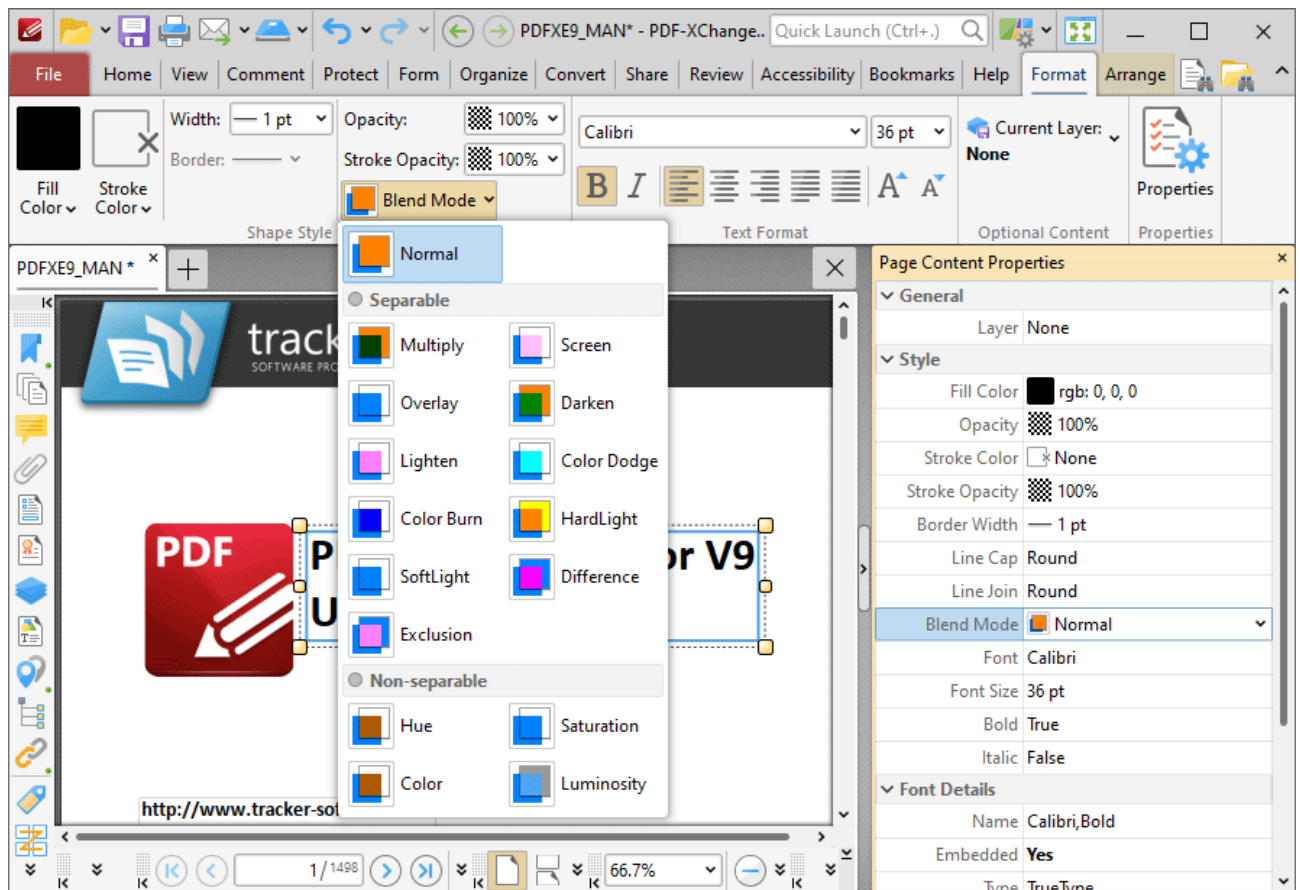 PDFXE9_MAN* - PDF-XChange.. Quick Launch (Ctrl+.)
File Home View Comment Protect Form Organize Convert Share Review Accessibility Bookmarks Help Format Arrange
Width: 1 pt Opacity: 100% Calibri 36 pt Current Layer:
None
Border: Stroke Opacity: 100%
Fill Color Stroke Color Blend Mode B I A A Properties
Shape Style Text Format Optional Content Properties
PDFXE9_MAN *
Normal
Separable
Multiply Screen
Overlay Darken
Lighten Color Dodge
Color Burn HardLight
SoftLight Difference
Exclusion
Non-separable
Hue Saturation
Color Luminosity
track
SOFTWARE PRO
PDF
P
or V9
U
http://www.tracker-sof
Page Content Properties
General
Layer None
Style
Fill Color rgb: 0, 0, 0
Opacity 100%
Stroke Color None
Stroke Opacity 100%
Border Width 1 pt
Line Cap Round
Line Join Round
Blend Mode Normal
Font Calibri
Font Size 36 pt
Bold True
Italic False
Font Details
Name Calibri,Bold
Embedded Yes
Type TrueType
1/1498 66.7%